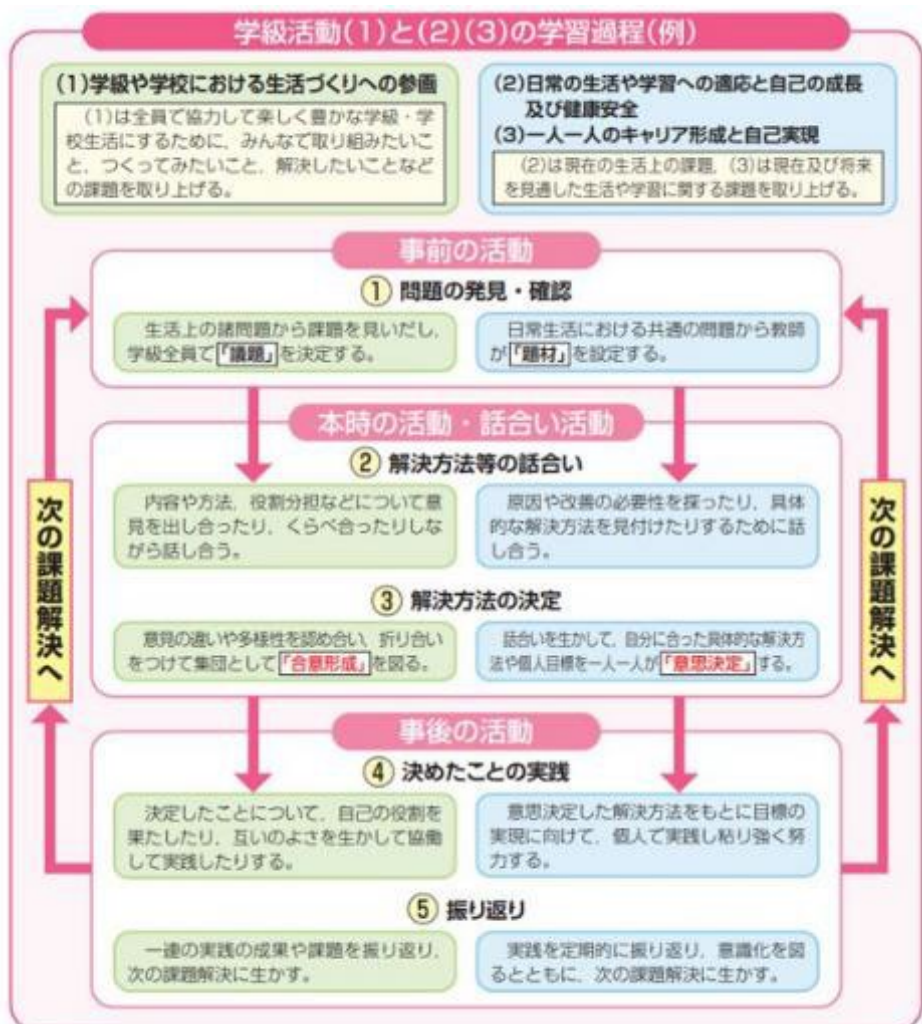 学級活動(1)と(2)(3)の学習過程(例)
(1)学級や学校における生活づくりへの参画
(1)は全員で協力して楽しく豊かな学級・学
校生活にするために、みんなで取り組みたいこ
と、つくってみたいこと、解決したいことなど
の課題を取り上げる。
(2)日常の生活や学習への適応と自己の成長
及び健康安全
(3)一人一人のキャリア形成と自己実現
(2)は現在の生活上の課題、(3)は現在及び将来
を見通した生活や学習に関する課題を取り上げる。
事前の活動
① 問題の発見・確認
生活上の諸問題から課題を見いだし、
学級全員で「議題」を決定する。
日常生活における共通の問題から教師
が「題材」を設定する。
本時の活動・話合い活動
② 解決方法等の話合い
内容や方法、役割分担などについて意
見を出し合ったり、くらべ合ったりしな
がら話し合う。
原因や改善の必要性を探ったり、具体
的な解決方法を見付けたりするために話
し合う。
③ 解決方法の決定
意見の違いや多様性を認め合い、折り合い
をつけて集団として「合意形成」を図る。
話合いを生かして、自分に合った具体的な解決方
法や個人目標を一人一人が「意思決定」する。
事後の活動
④ 決めたことの実践
決定したことについて、自己の役割を
果たしたり、互いのよさを生かして協働
して実践したりする。
意思決定した解決方法をもとに目標の
実現に向けて、個人で実践し粘り強く努
力する。
⑤ 振り返り
一連の実践の成果や課題を振り返り、
次の課題解決に生かす。
実践を定期的に振り返り、意識化を図
るとともに、次の課題解決に生かす。
次の課題解決へ
次の課題解決へ